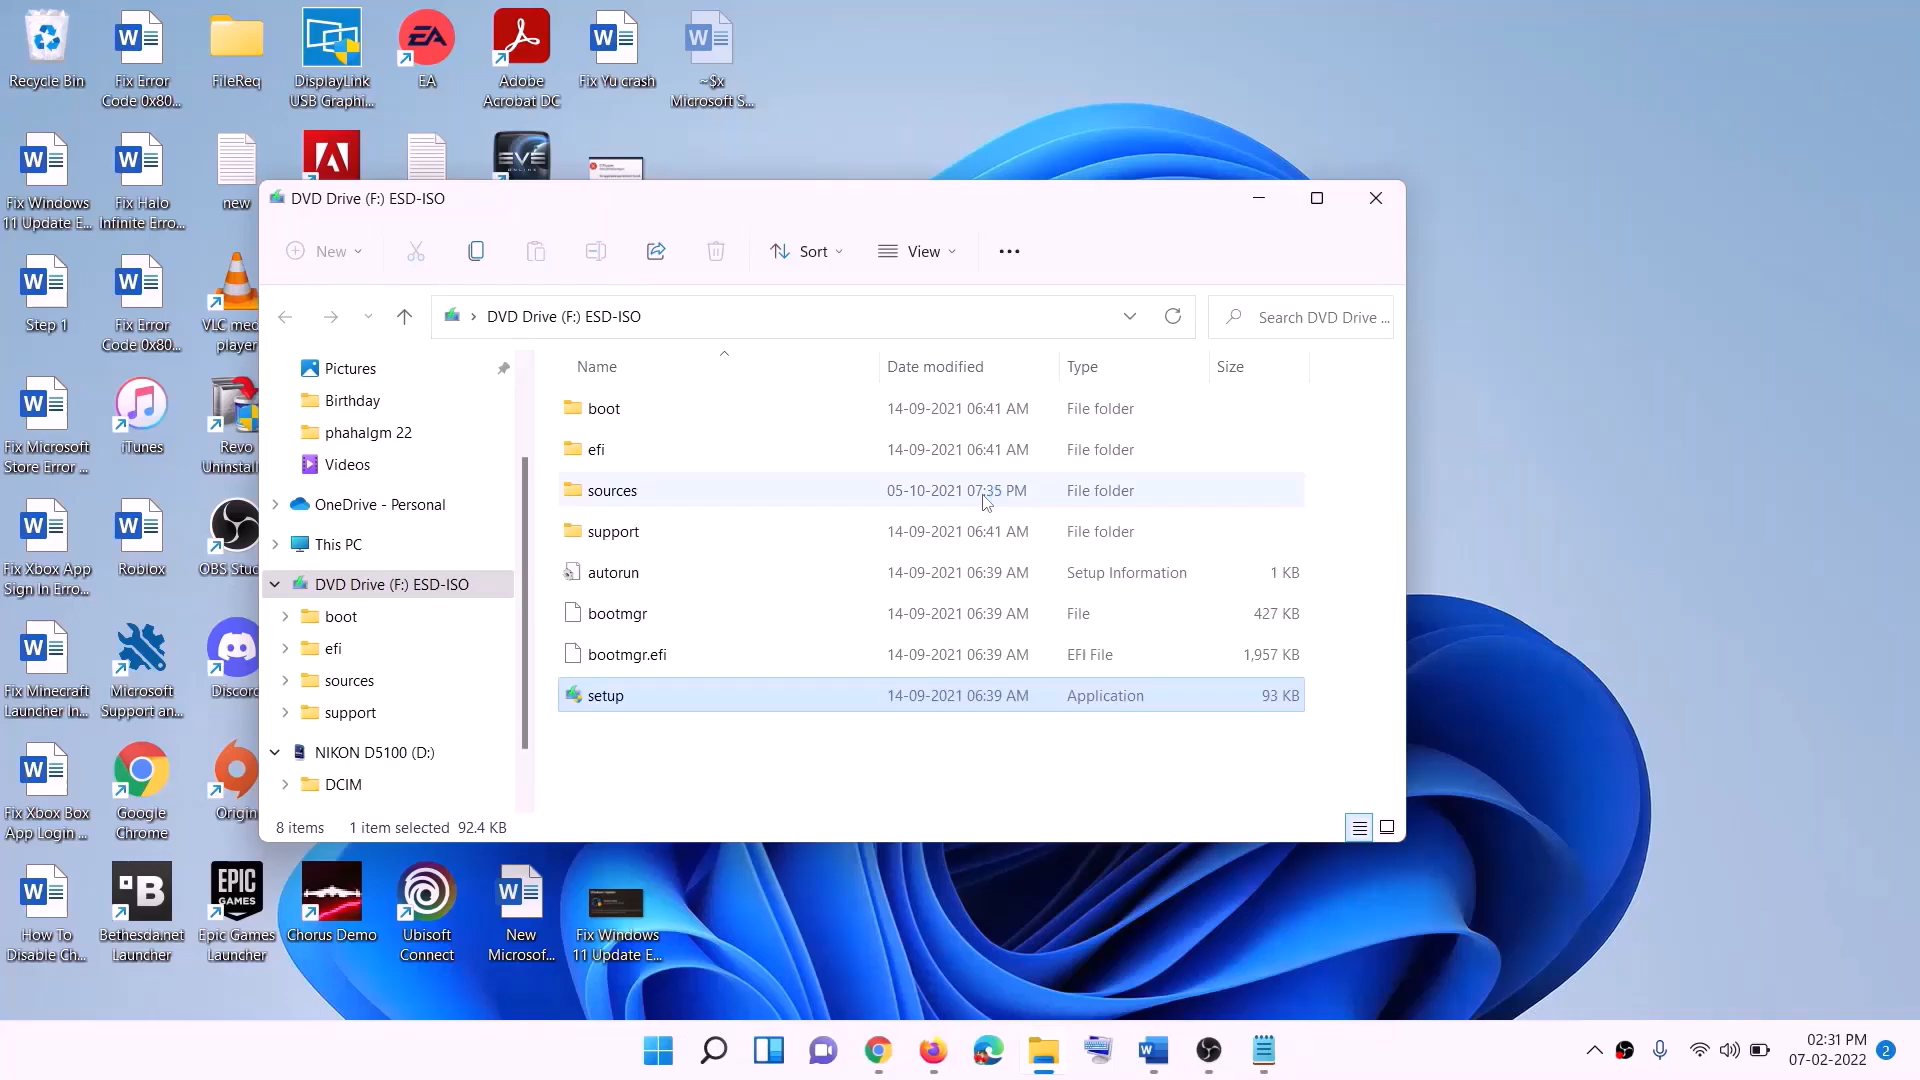 Recycle Bin
Fix Error
Code 0x80...
FileReq
DisplayLink
USB Graphi...
EA
EA
Adobe
Acrobat DC
Fix Yu crash
~$x
Microsoft S...
Fix Windows
11 Update E...
Fix Halo
Infinite Erro...
new
EVE
ONLINE
Step 1
Fix Error
Code 0x80...
VLC med
player
Fix Microsoft
Store Error ...
iTunes
Revo
Uninstal
Fix Xbox App
Sign In Erro...
Roblox
OBS Stud
Fix Minecraft
Launcher In...
Microsoft
Support an...
Discord
Fix Xbox Box
App Login ...
Google
Chrome
Origin
How To
Disable Ch...
Bethesda.net
Launcher
EPIC
GAMES
Epic Games
Launcher
Chorus Demo
Ubisoft
Connect
New
Microsof...
Fix Windows
11 Update E...
DVD Drive (F:) ESD-ISO
New
Sort
View
DVD Drive (F:) ESD-ISO
Search DVD Drive ...
Pictures
Birthday
phahalgm 22
Videos
OneDrive - Personal
This PC
DVD Drive (F:) ESD-ISO
boot
efi
sources
support
NIKON D5100 (D:)
DCIM
Name Date modified Type Size
boot 14-09-2021 06:41 AM File folder
efi 14-09-2021 06:41 AM File folder
sources 05-10-2021 07:35 PM File folder
support 14-09-2021 06:41 AM File folder
autorun 14-09-2021 06:39 AM Setup Information 1 KB
bootmgr 14-09-2021 06:39 AM File 427 KB
bootmgr.efi 14-09-2021 06:39 AM EFI File 1,957 KB
setup 14-09-2021 06:39 AM Application 93 KB
8 items 1 item selected 92.4 KB
02:31 PM
07-02-2022
2